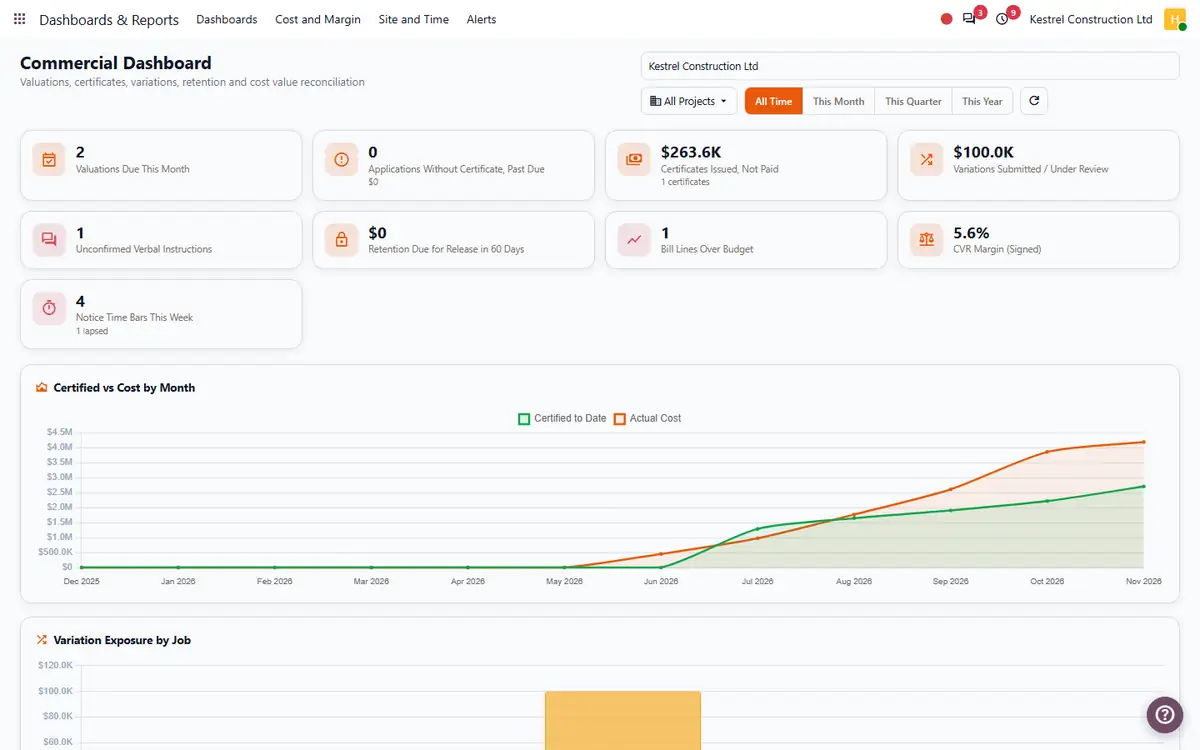 Dashboards & Reports Dashboards Cost and Margin Site and Time Alerts 3 9 Kestrel Construction Ltd H
Commercial Dashboard
Valuations, certificates, variations, retention and cost value reconciliation
Kestrel Construction Ltd
All Projects All Time This Month This Quarter This Year
2
Valuations Due This Month
0
Applications Without Certificate, Past Due
$0
$263.6K
Certificates Issued, Not Paid
1 certificates
$100.0K
Variations Submitted / Under Review
1
Unconfirmed Verbal Instructions
$0
Retention Due for Release in 60 Days
1
Bill Lines Over Budget
5.6%
CVR Margin (Signed)
4
Notice Time Bars This Week
1 lapsed
Certified vs Cost by Month
Certified to Date Actual Cost
$4.5M
$4.0M
$3.5M
$3.0M
$2.5M
$2.0M
$1.5M
$1.0M
$500.0K
$0
Dec 2025 Jan 2026 Feb 2026 Mar 2026 Apr 2026 May 2026 Jun 2026 Jul 2026 Aug 2026 Sep 2026 Oct 2026 Nov 2026
Variation Exposure by Job
$120.0K
$100.0K
$80.0K
$60.0K